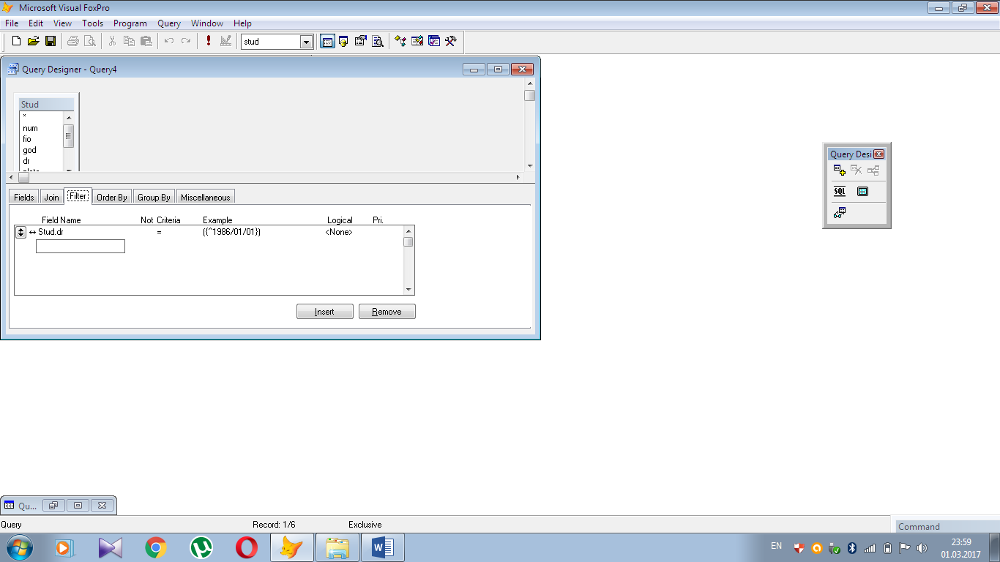 Microsoft Visual FoxPro
File Edit View Tools Program Query Window Help
stud
Query Designer - Query4
Stud
*
num
fio
god
dr
Query Desi
SQL
Fields Join Filter Order By Group By Miscellaneous
Field Name Not Criteria Example Logical Pri.
Stud.dr = ({^1986/01/01}) <None>
Insert Remove
Qu...
Query Record: 1/6 Exclusive
Command
EN 23:59
01.03.2017